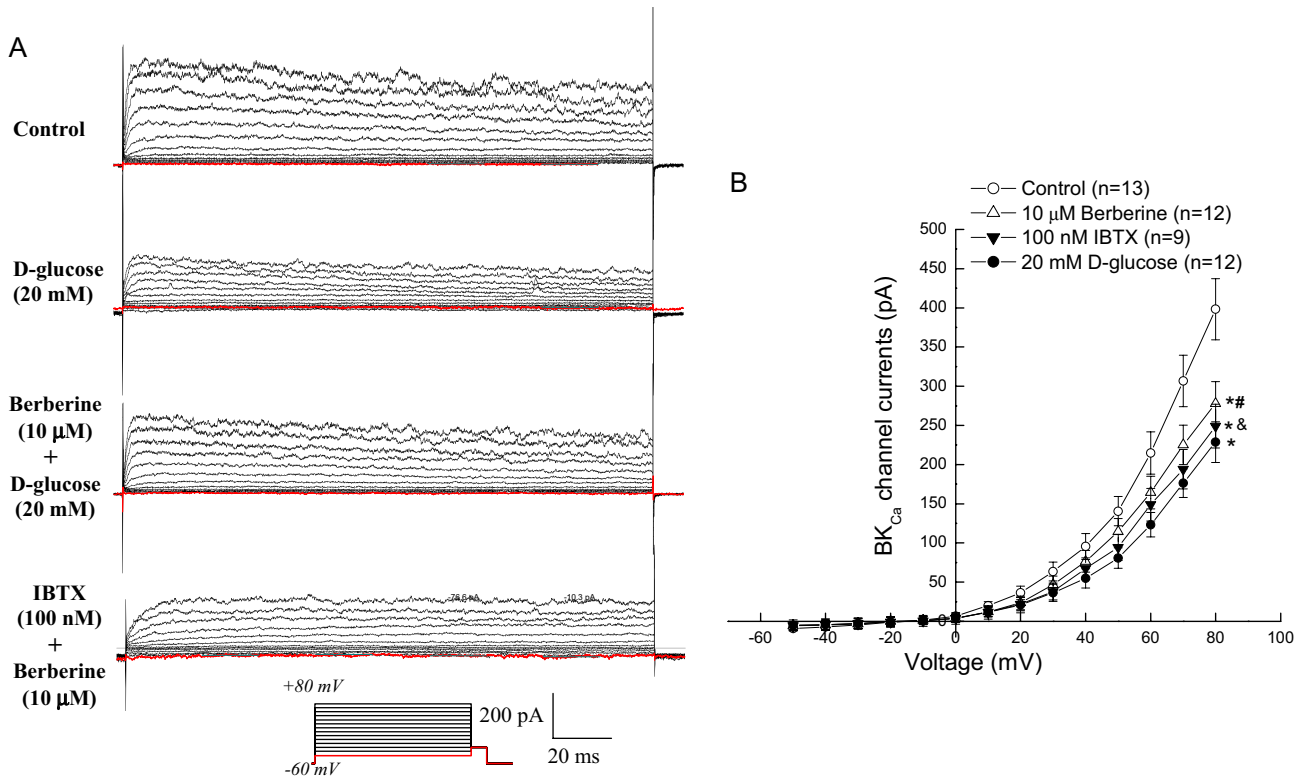 A
Control
D-glucose
(20 mM)
Berberine
(10 μM)
+
D-glucose
(20 mM)
IBTX
(100 nM)
+
Berberine
(10 μM)
-10.3 pA
+80 mV
-60 mV
200 pA
20 ms
B
Control (n=13)
10 μM Berberine (n=12)
100 nM IBTX (n=9)
20 mM D-glucose (n=12)
BKCa channel currents (pA)
500
450
400
350
300
250
200
150
100
50
*#
*&
*
-60
-40
-20
0
20
40
60
80
100
Voltage (mV)